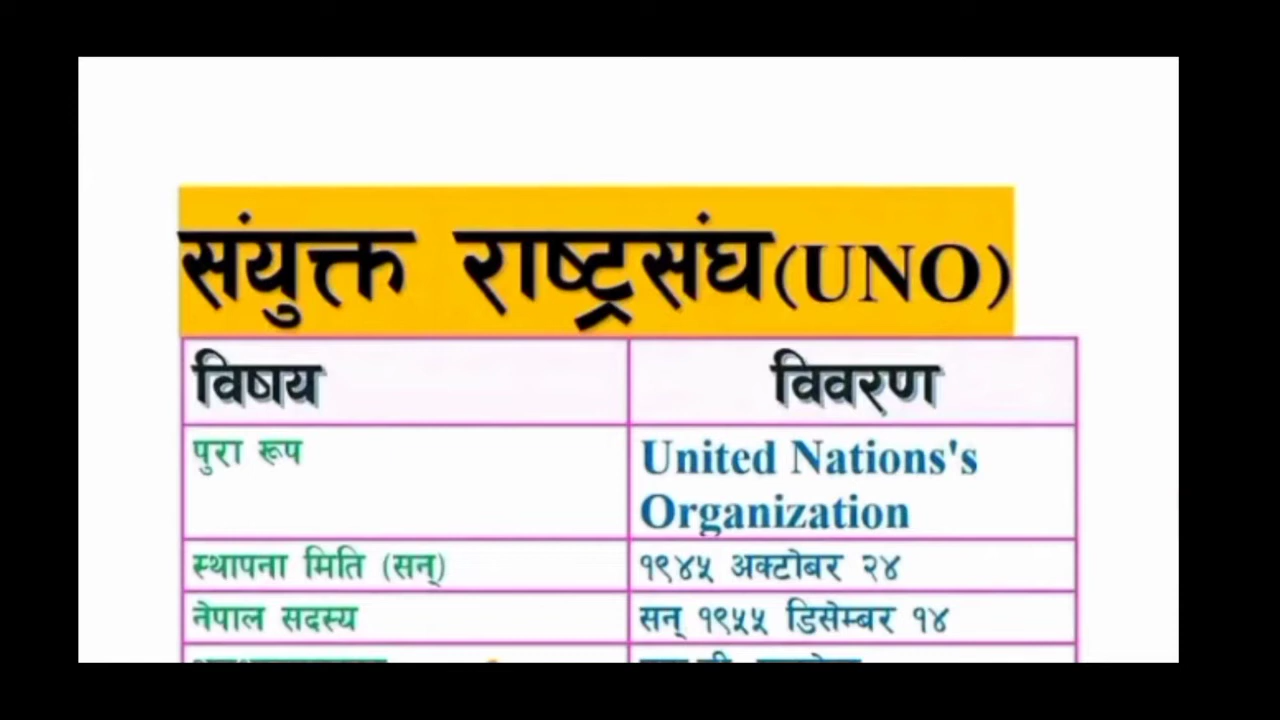 संयुक्त राष्ट्रसंघ(UNO)
विषय विवरण
पुरा रूप United Nations's
Organization
स्थापना मिति (सन्) १९४५ अक्टोबर २४
नेपाल सदस्य सन् १९५५ डिसेम्बर १४